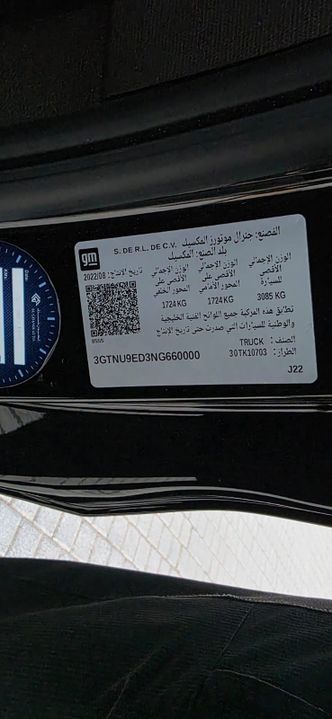 gm
المصنع: جنرال موتورز المكسيك S. DE R.L. DE C.V.
بلد الصنع: المكسيك
تاريخ الإنتاج: 2022/08
الوزن الإجمالي الأقصى للسيارة
3085 KG
الوزن الإجمالي الأقصى على المحور الأمامي
1724 KG
الوزن الإجمالي الأقصى على المحور الخلفي
1724 KG
تطابق هذه المركبة جميع اللوائح الفنية الخليجية
والوطنية للسيارات التي صدرت حتى تاريخ الإنتاج
3GTNU9ED3NG660000
الصنف: TRUCK
الطراز: 30TK10703
J22